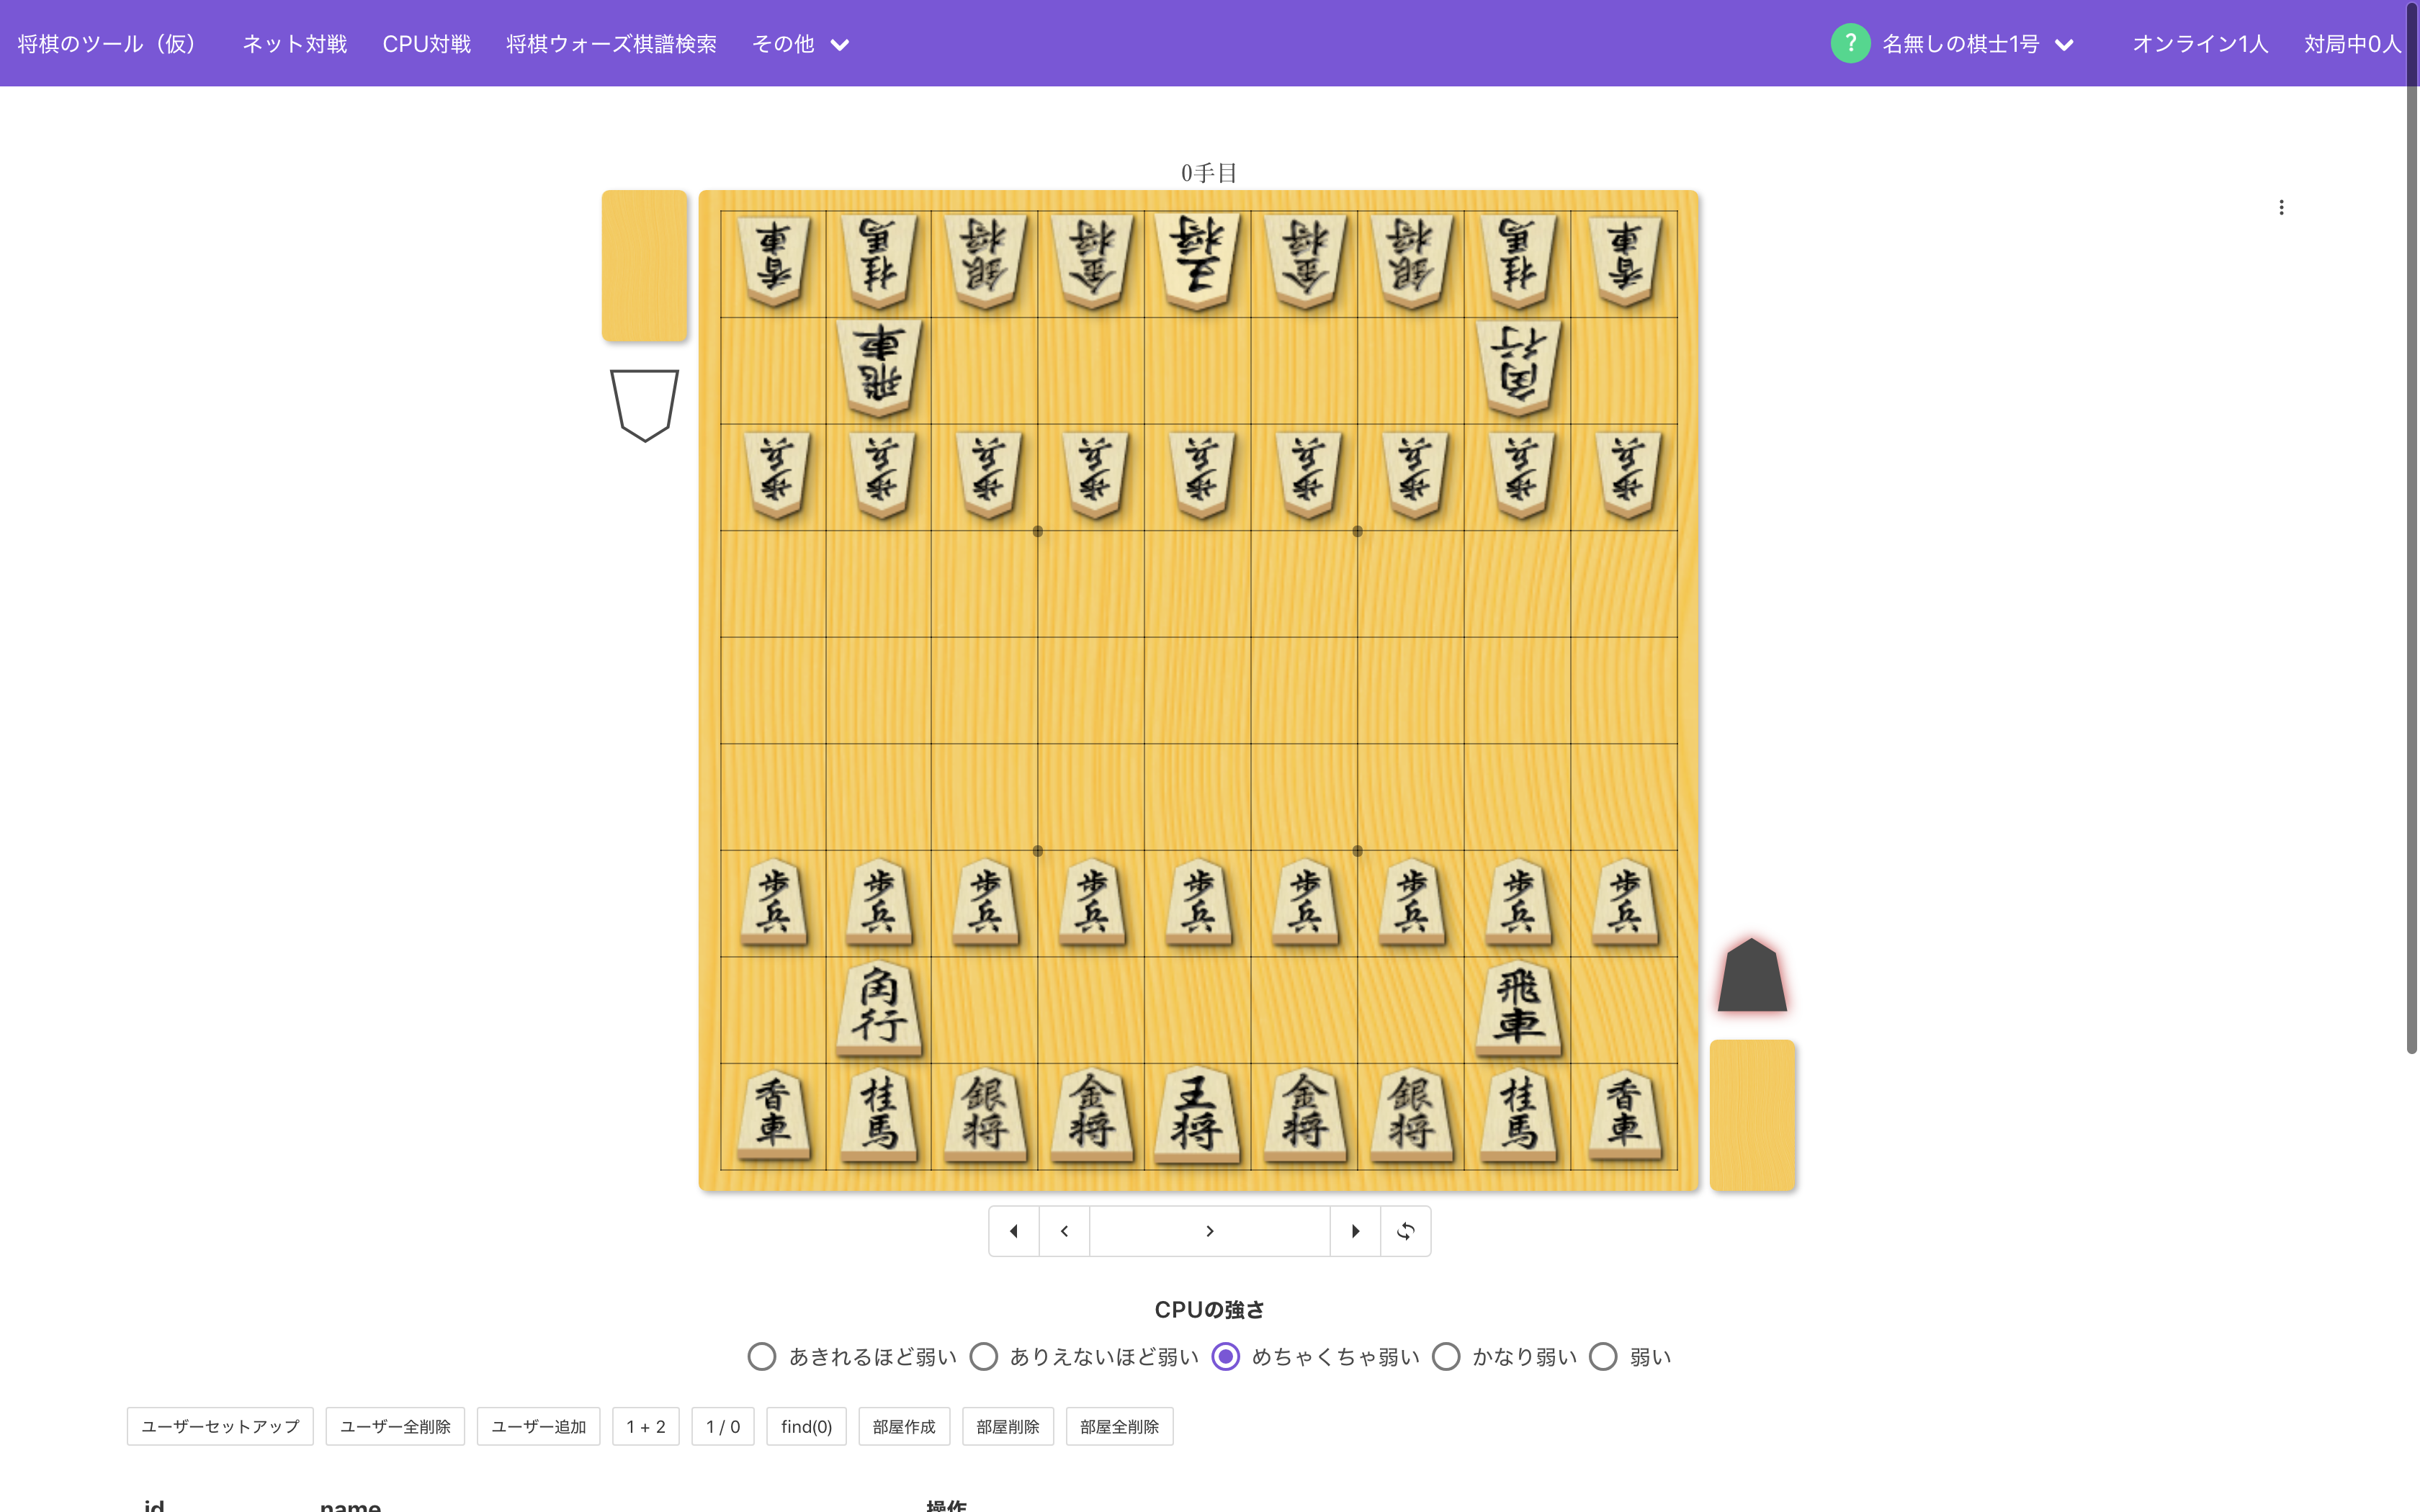 将棋のツール（仮） ネット対戦 CPU対戦 将棋ウォーズ棋譜検索 その他 ? 名無しの棋士1号 オンライン1人 対局中0人
0手目
香車 桂馬 銀将 金将 王将 金将 銀将 桂馬 香車
飛車 角行
歩兵 歩兵 歩兵 歩兵 歩兵 歩兵 歩兵 歩兵 歩兵
歩兵 歩兵 歩兵 歩兵 歩兵 歩兵 歩兵 歩兵 歩兵
角行 飛車
香車 桂馬 銀将 金将 王将 金将 銀将 桂馬 香車
CPUの強さ
あきれるほど弱い ありえないほど弱い めちゃくちゃ弱い かなり弱い 弱い
ユーザーセットアップ ユーザー全削除 ユーザー追加 1 + 2 1 / 0 find(0) 部屋作成 部屋削除 部屋全削除
id name 操作